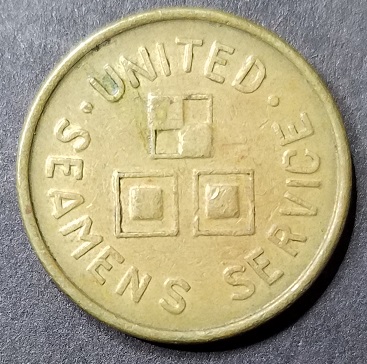 · UNITED ·
SEAMENS SERVICE